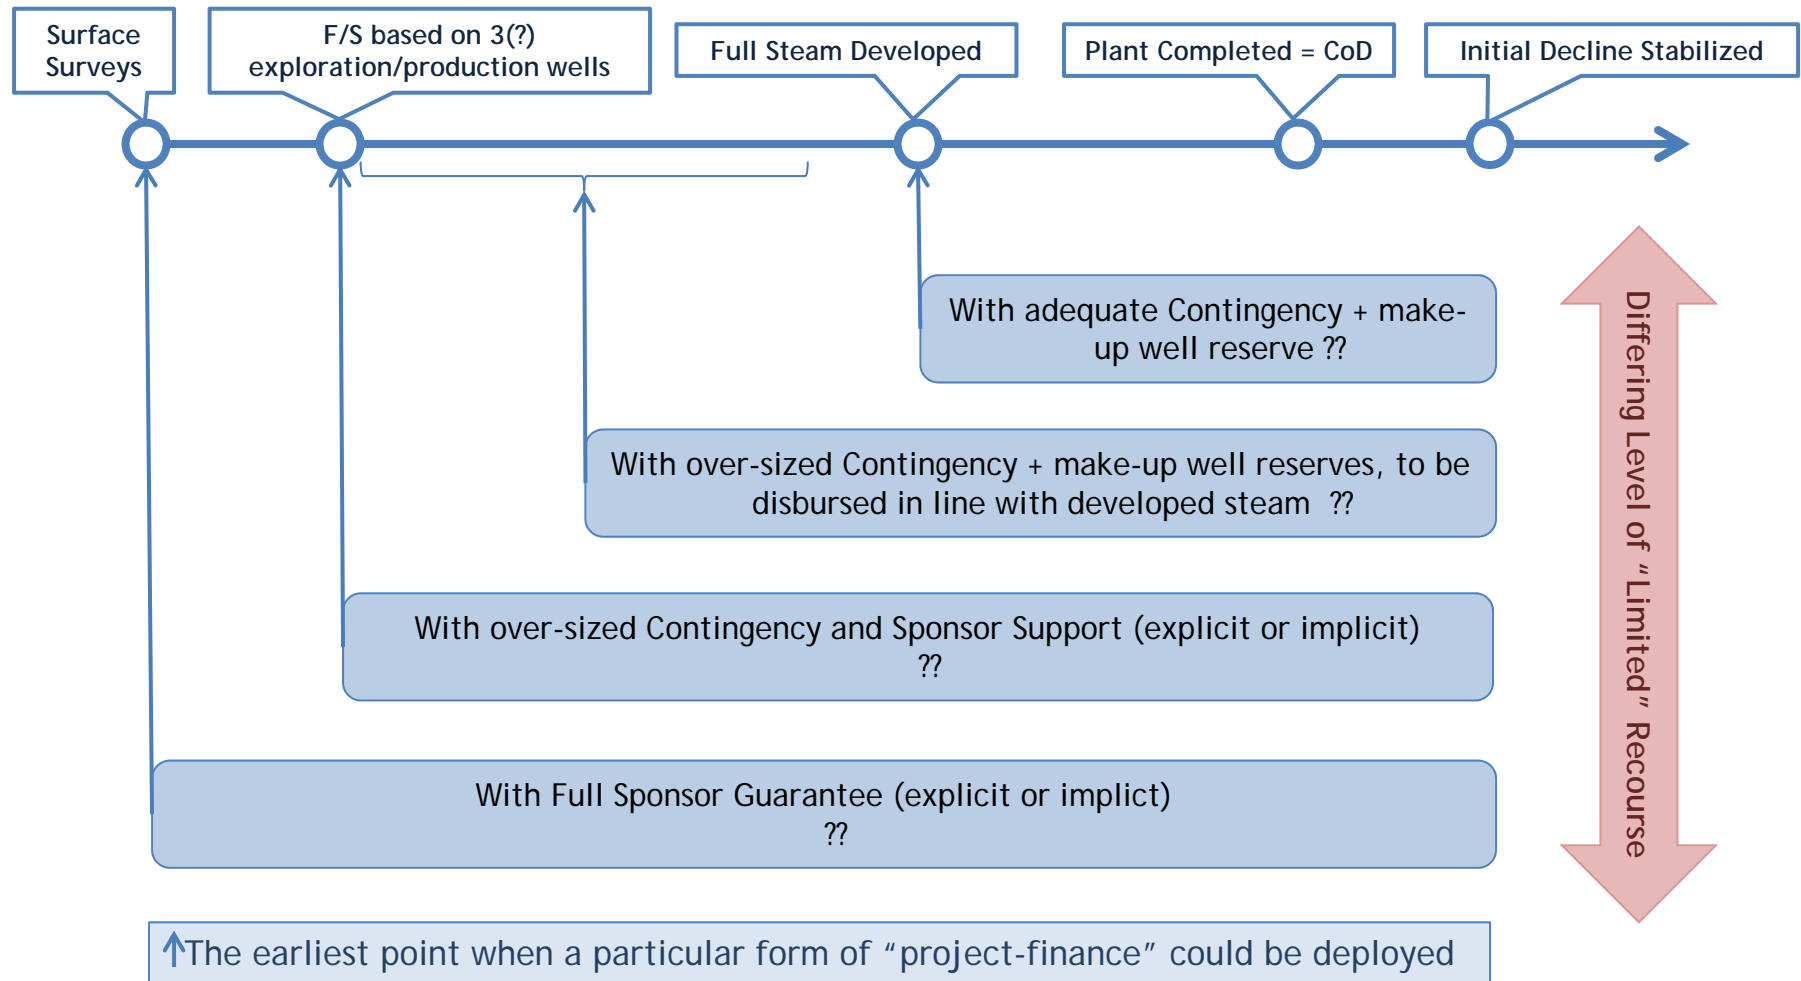 Surface
Surveys
F/S based on 3(?)
exploration/production wells
Full Steam Developed
Plant Completed = CoD
Initial Decline Stabilized
With adequate Contingency + make-
up well reserve ??
With over-sized Contingency + make-up well reserves, to be
disbursed in line with developed steam ??
With over-sized Contingency and Sponsor Support (explicit or implicit)
??
With Full Sponsor Guarantee (explicit or implict)
??
Differing Level of “Limited” Recourse
The earliest point when a particular form of “project-finance” could be deployed